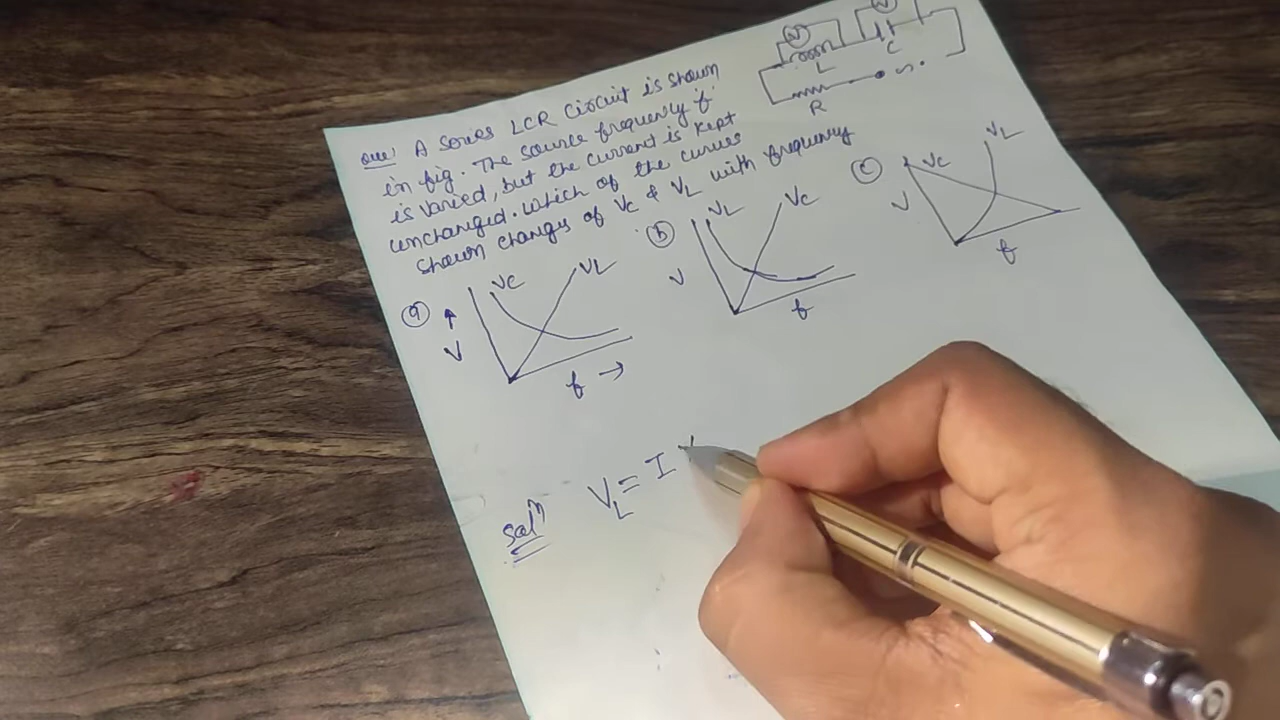 Que! A series LCR Circuit is shown
in fig. The source frequency 'f'
is varied, but the current is kept
unchanged. Which of the curves
shown changes of Vc & VL with frequency
V
V
L
C
R
a
V
Vc
VL
f →
b
V
VL
Vc
f
c
V
Vc
VL
f
Solⁿ
VL = I